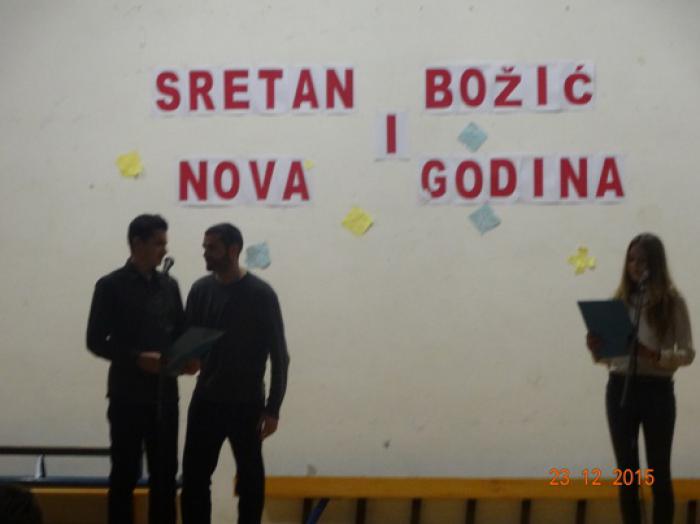 SRETAN BOŽIĆ
I
NOVA GODINA
23 12 2015